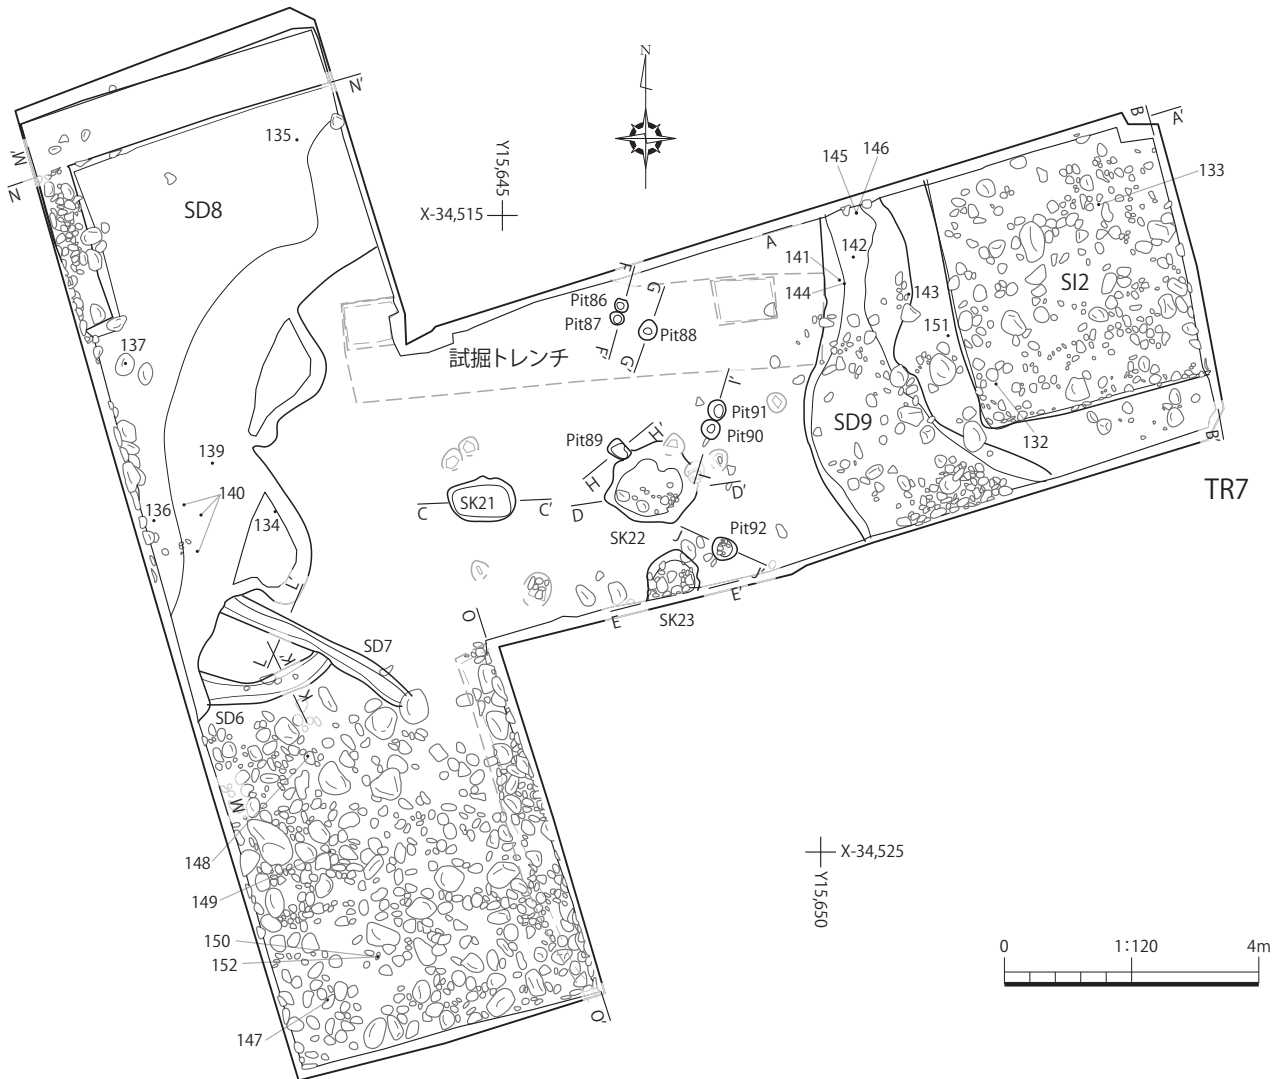 N
N'
W'
N
135
SD8
Y15,645
X-34,515
B
A'
145
146
133
A
142
141
144
143
151
SI2
F
G
Pit86
Pit87
Pit88
F'
G'
試掘トレンチ
137
I'
Pit91
Pit90
SD9
132
B'
TR7
139
Pit89
H'
H
I
D'
D
C
SK21
C'
SK22
140
136
134
J
Pit92
J'
L'
O
E
E'
SK23
SD7
L
K'
K
SD6
W
148
149
X-34,525
Y15,650
150
152
147
O'
0
1:120
4m